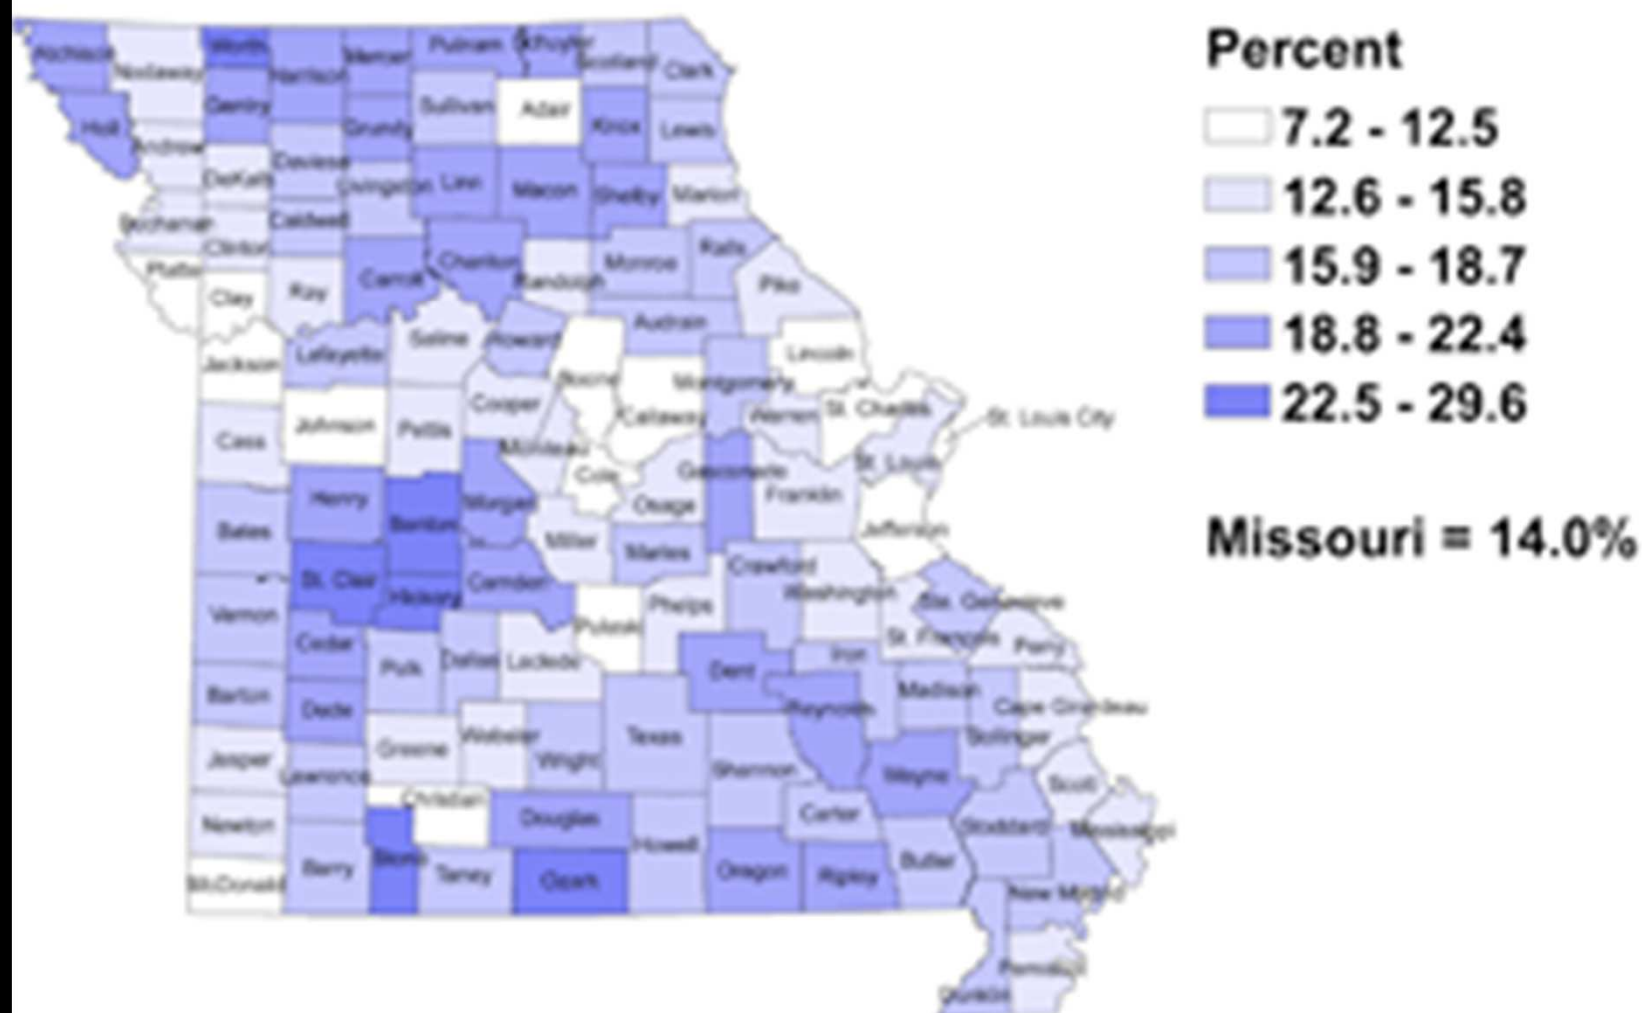 Percent
7.2 - 12.5
12.6 - 15.8
15.9 - 18.7
18.8 - 22.4
22.5 - 29.6
Missouri = 14.0%
Atchison
Nodaway
Worth
Harrison
Mercer
Putnam
Schuyler
Scotland
Clark
Holt
Gentry
Grundy
Sullivan
Adair
Knox
Lewis
Andrew
DeKalb
Daviess
Livingston
Linn
Macon
Shelby
Marion
Buchanan
Clinton
Caldwell
Carroll
Chariton
Randolph
Monroe
Ralls
Pike
Platte
Clay
Ray
Saline
Howard
Audrain
Lincoln
Jackson
Lafayette
Boone
Montgomery
Cooper
Callaway
Warren
St. Charles
St. Louis City
Cass
Johnson
Pettis
Moniteau
Cole
Gasconade
St. Louis
Henry
Benton
Morgan
Osage
Franklin
Jefferson
Bates
Miller
Maries
Crawford
St. Clair
Hickory
Camden
Phelps
Washington
Ste. Genevieve
Vernon
Pulaski
St. Francois
Perry
Cedar
Polk
Dallas
Laclede
Dent
Iron
Barton
Dade
Reynolds
Madison
Cape Girardeau
Greene
Webster
Wright
Texas
Bollinger
Jasper
Lawrence
Shannon
Wayne
Scott
Christian
Douglas
Carter
Newton
Howell
Stoddard
Mississippi
McDonald
Barry
Stone
Taney
Ozark
Oregon
Ripley
Butler
New Madrid
Pemiscot
Dunklin